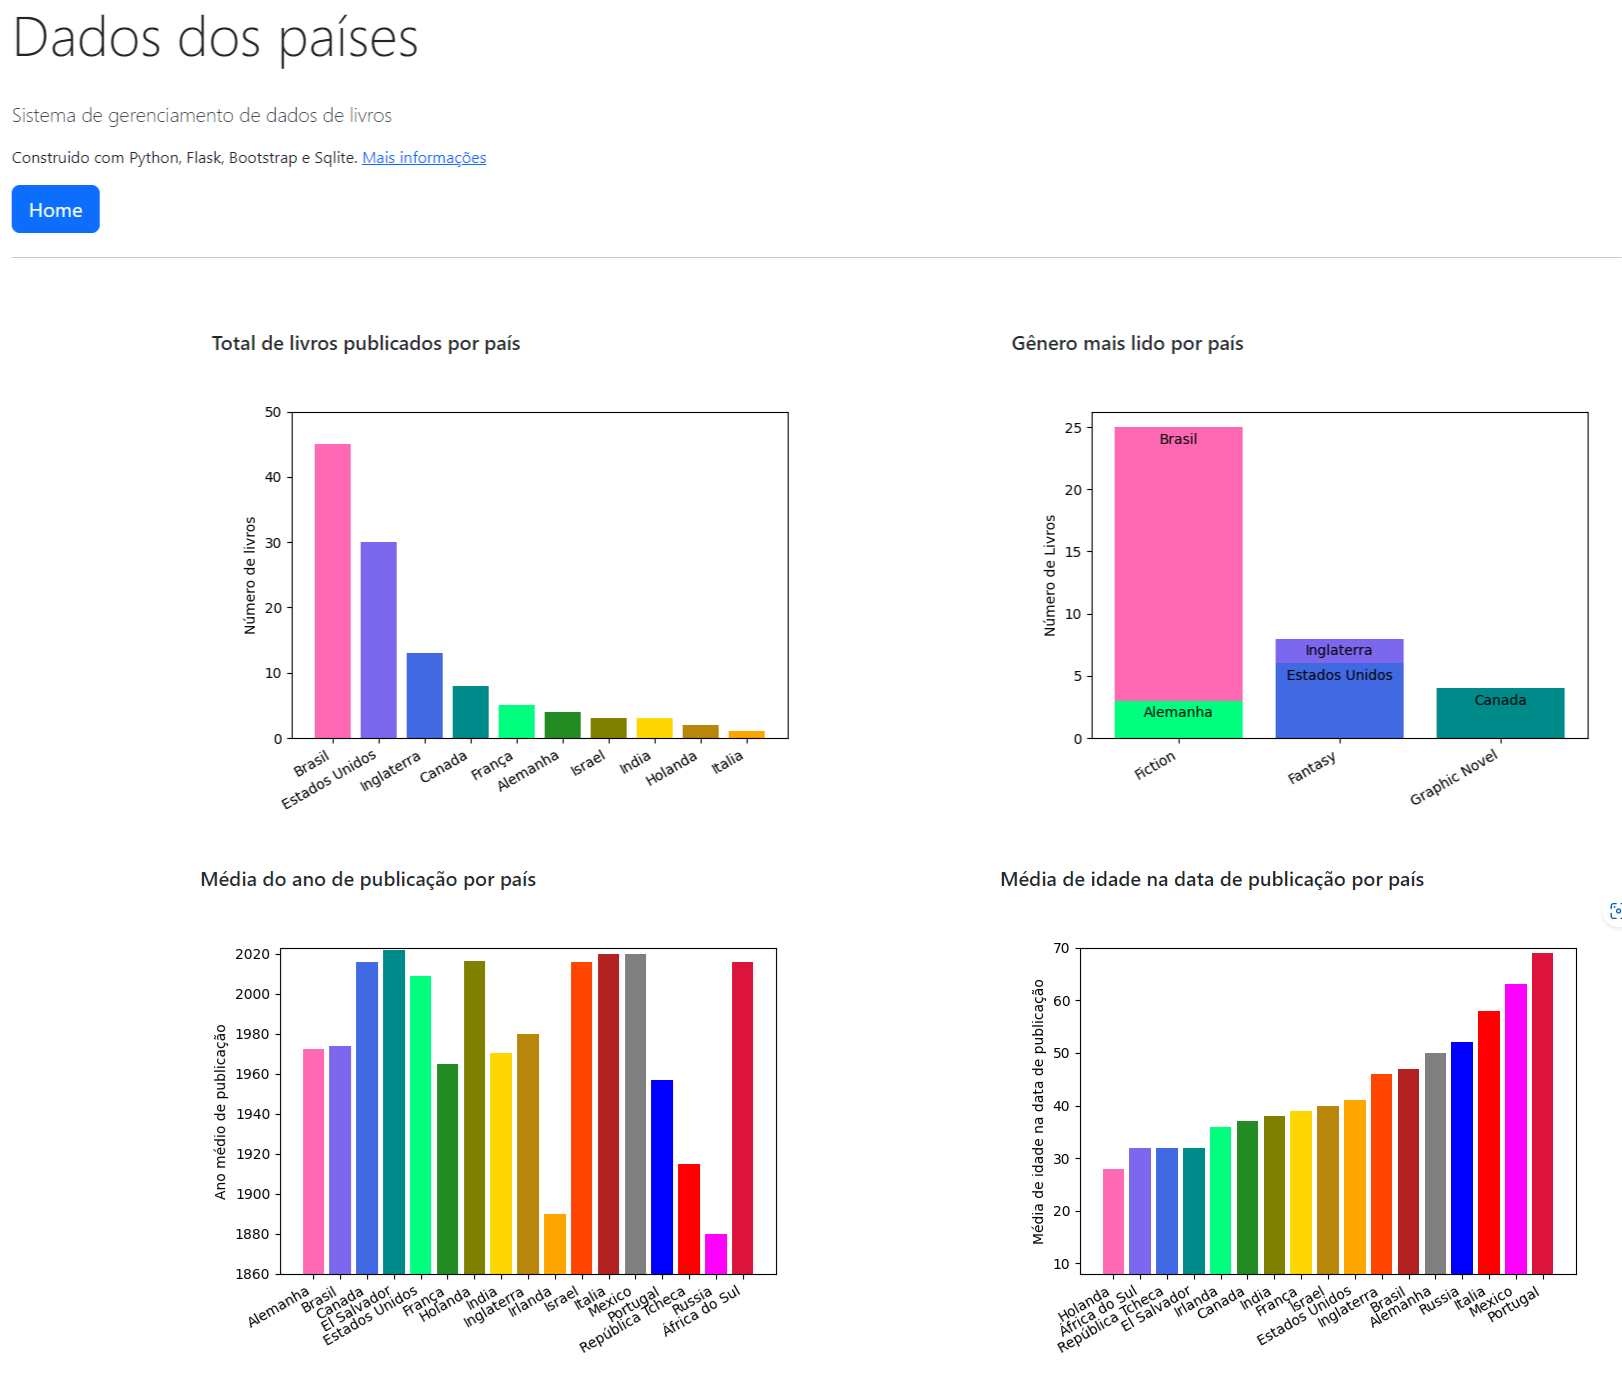 Dados dos países
Sistema de gerenciamento de dados de livros
Construido com Python, Flask, Bootstrap e Sqlite. Mais informações
Home
Total de livros publicados por país
Número de livros
50
40
30
20
10
0
Brasil
Estados Unidos
Inglaterra
Canada
França
Alemanha
Israel
India
Holanda
Italia
Gênero mais lido por país
Número de Livros
25
20
15
10
5
0
Brasil
Alemanha
Inglaterra
Estados Unidos
Canada
Fiction
Fantasy
Graphic Novel
Média do ano de publicação por país
Ano médio de publicação
2020
2000
1980
1960
1940
1920
1900
1880
1860
Alemanha
Brasil
Canada
El Salvador
Estados Unidos
França
Holanda
India
Inglaterra
Irlanda
Israel
Italia
Mexico
Portugal
República Tcheca
Russia
África do Sul
Média de idade na data de publicação por país
Média de idade na data de publicação
70
60
50
40
30
20
10
Holanda
África do Sul
República Tcheca
El Salvador
Irlanda
Canada
India
França
Israel
Estados Unidos
Inglaterra
Brasil
Alemanha
Russia
Italia
Mexico
Portugal